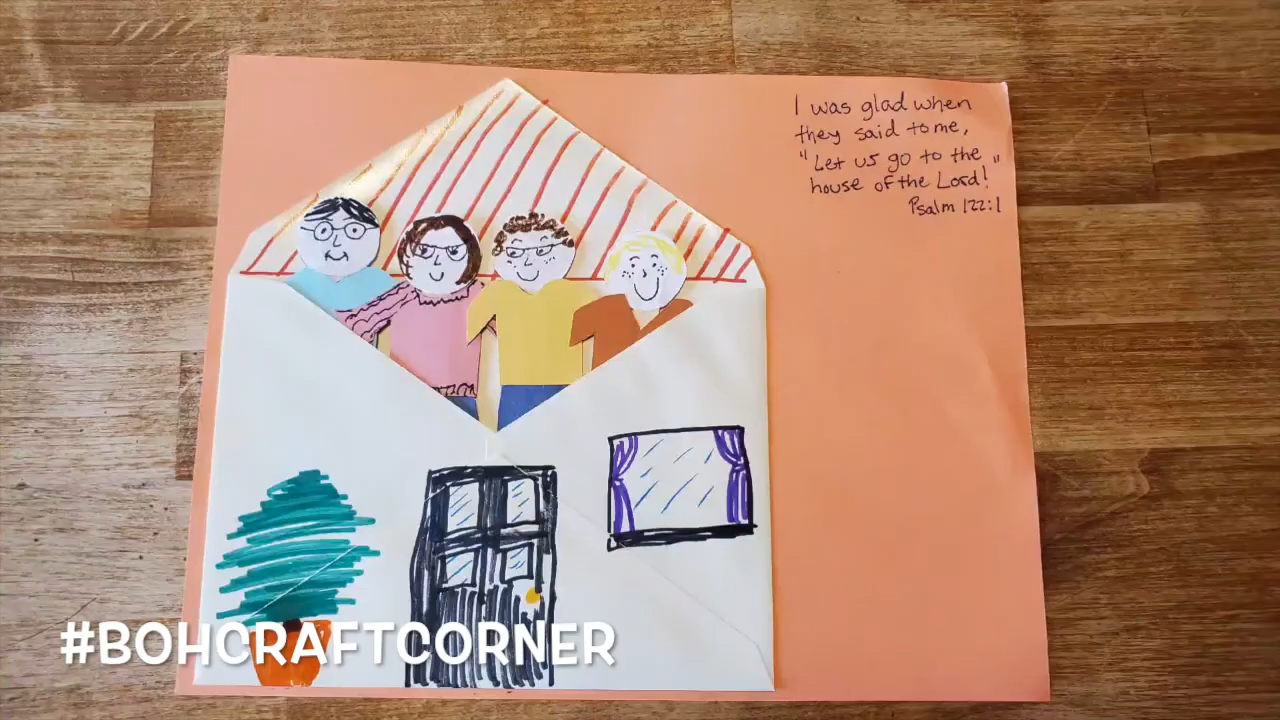 I was glad when
they said to me,
"Let us go to the
house of the Lord!"
Psalm 122:1
#BOHCRAFTCORNER